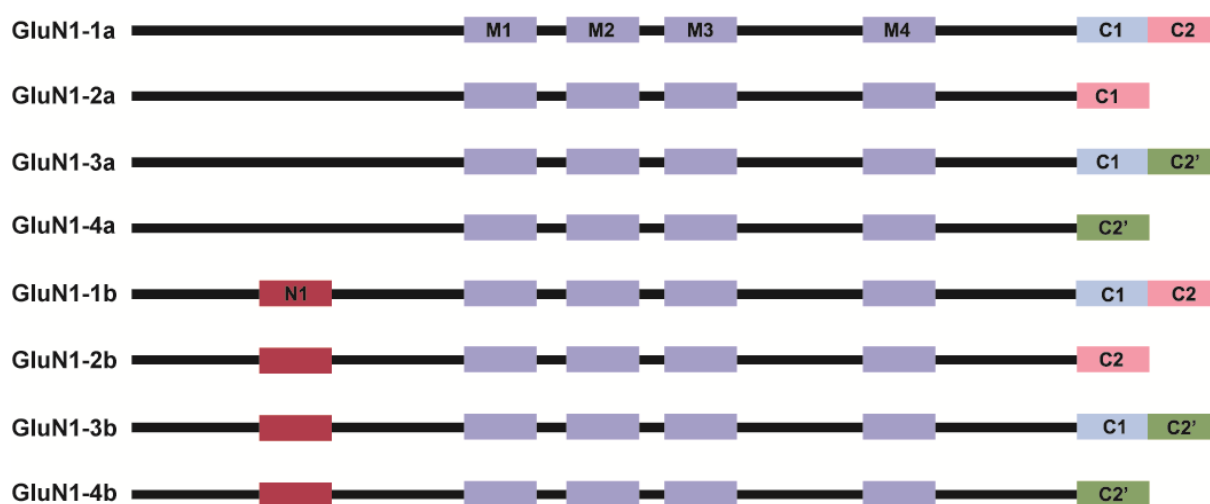 GluN1-1a M1 M2 M3 M4 C1 C2
GluN1-2a C1
GluN1-3a C1 C2'
GluN1-4a C2'
GluN1-1b N1 C1 C2
GluN1-2b C2
GluN1-3b C1 C2'
GluN1-4b C2'